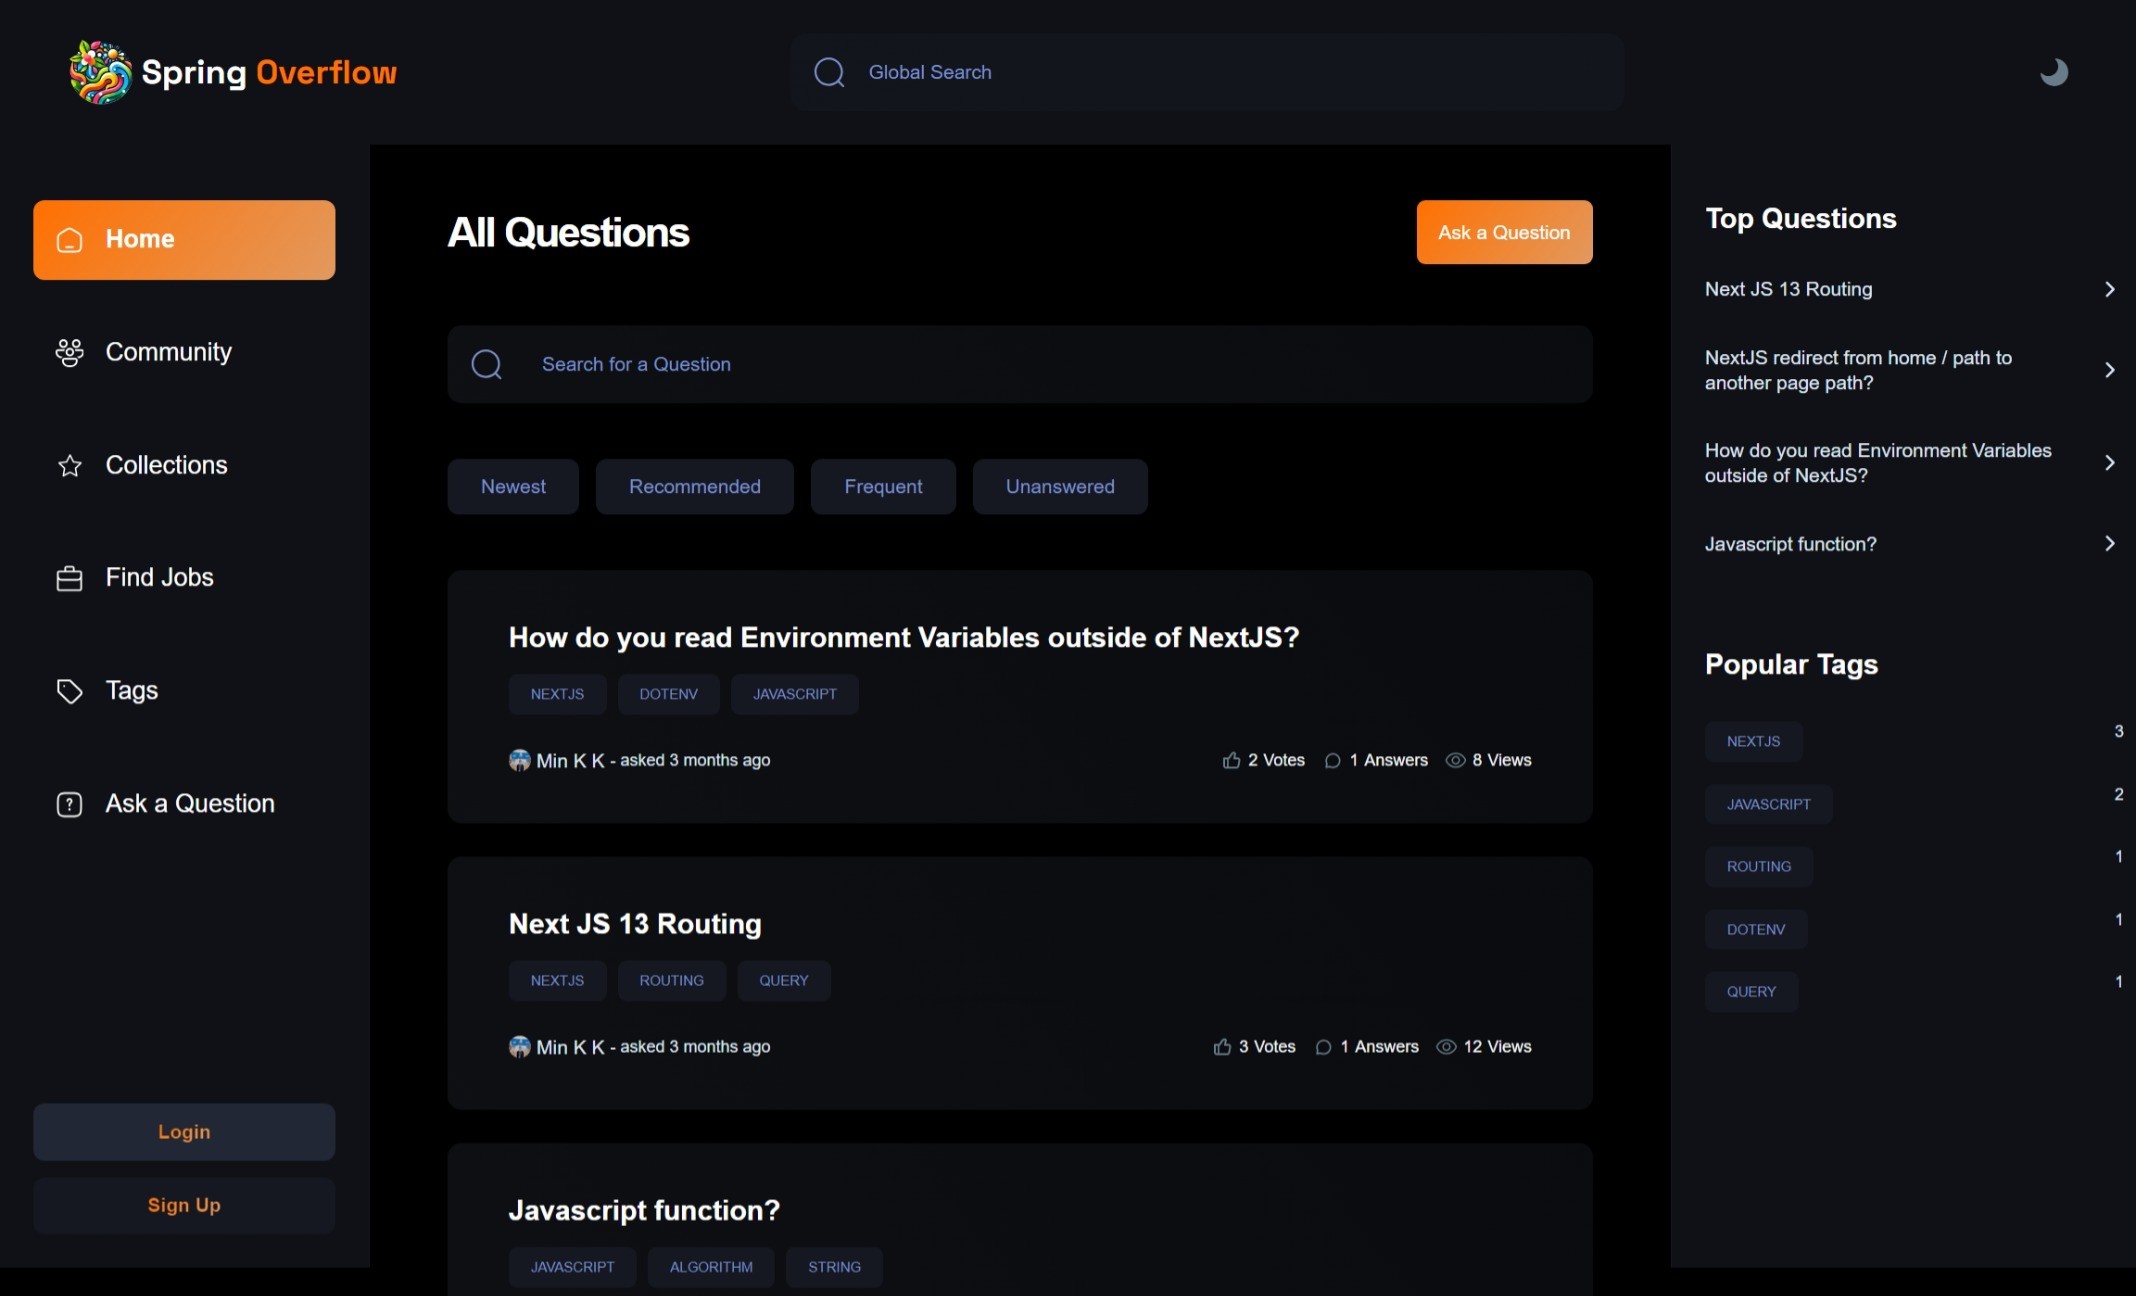 Spring Overflow
Global Search
Home
Community
Collections
Find Jobs
Tags
Ask a Question
Login
Sign Up
All Questions
Ask a Question
Search for a Question
Newest
Recommended
Frequent
Unanswered
How do you read Environment Variables outside of NextJS?
NEXTJS DOTENV JAVASCRIPT
Min K K - asked 3 months ago
2 Votes 1 Answers 8 Views
Next JS 13 Routing
NEXTJS ROUTING QUERY
Min K K - asked 3 months ago
3 Votes 1 Answers 12 Views
Javascript function?
JAVASCRIPT ALGORITHM STRING
Top Questions
Next JS 13 Routing
NextJS redirect from home / path to
another page path?
How do you read Environment Variables
outside of NextJS?
Javascript function?
Popular Tags
NEXTJS 3
JAVASCRIPT 2
ROUTING 1
DOTENV 1
QUERY 1